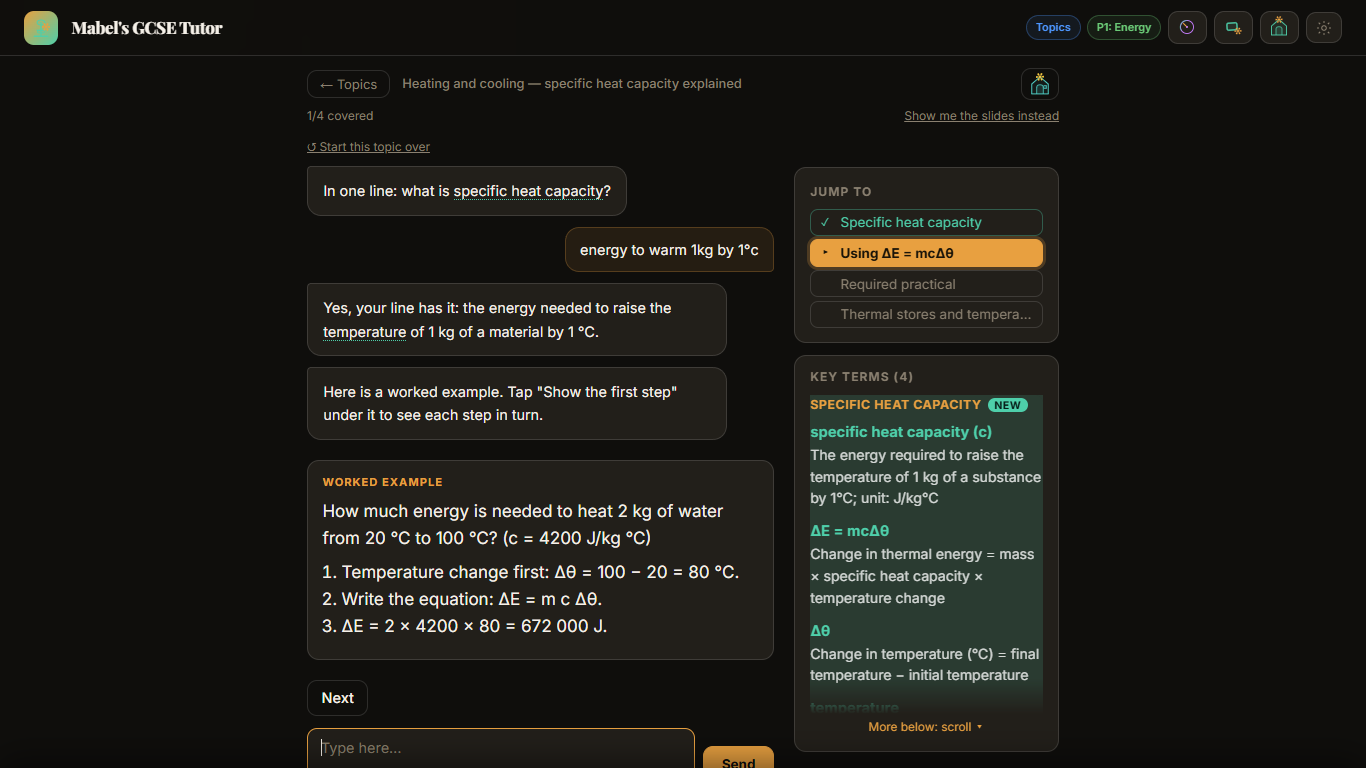 Mabel's GCSE Tutor
Topics
P1: Energy
← Topics
Heating and cooling — specific heat capacity explained
1/4 covered
Show me the slides instead
↺ Start this topic over
In one line: what is specific heat capacity?
energy to warm 1kg by 1°c
Yes, your line has it: the energy needed to raise the
temperature of 1 kg of a material by 1 °C.
Here is a worked example. Tap "Show the first step"
under it to see each step in turn.
WORKED EXAMPLE
How much energy is needed to heat 2 kg of water
from 20 °C to 100 °C? (c = 4200 J/kg °C)
1. Temperature change first: Δθ = 100 − 20 = 80 °C.
2. Write the equation: ΔE = m c Δθ.
3. ΔE = 2 × 4200 × 80 = 672 000 J.
Next
Type here...
Send
JUMP TO
✓ Specific heat capacity
▸ Using ΔE = mcΔθ
Required practical
Thermal stores and tempera...
KEY TERMS (4)
SPECIFIC HEAT CAPACITY NEW
specific heat capacity (c)
The energy required to raise the
temperature of 1 kg of a substance
by 1°C; unit: J/kg°C
ΔE = mcΔθ
Change in thermal energy = mass
× specific heat capacity ×
temperature change
Δθ
Change in temperature (°C) = final
temperature − initial temperature
temperature
More below: scroll ▾